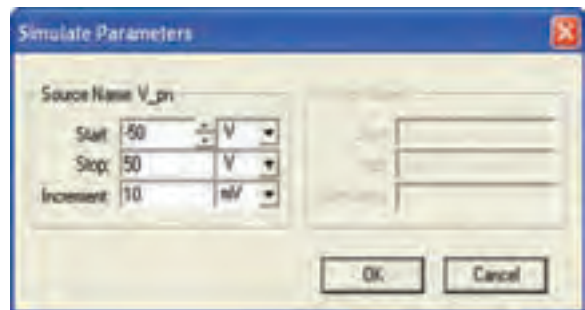 Simulate Parameters
Source Name: V_pn
Start: -50 V
Stop: 50 V
Increment: 10 mV
OK Cancel